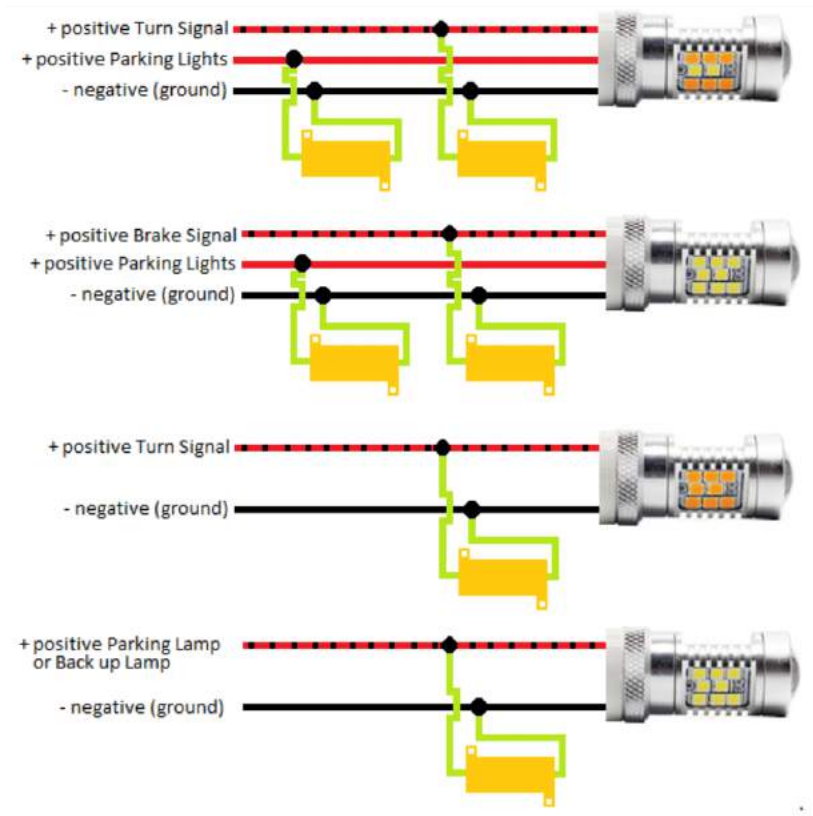 + positive Turn Signal
+ positive Parking Lights
- negative (ground)
+ positive Brake Signal
+ positive Parking Lights
- negative (ground)
+ positive Turn Signal
- negative (ground)
+ positive Parking Lamp
or Back up Lamp
- negative (ground)